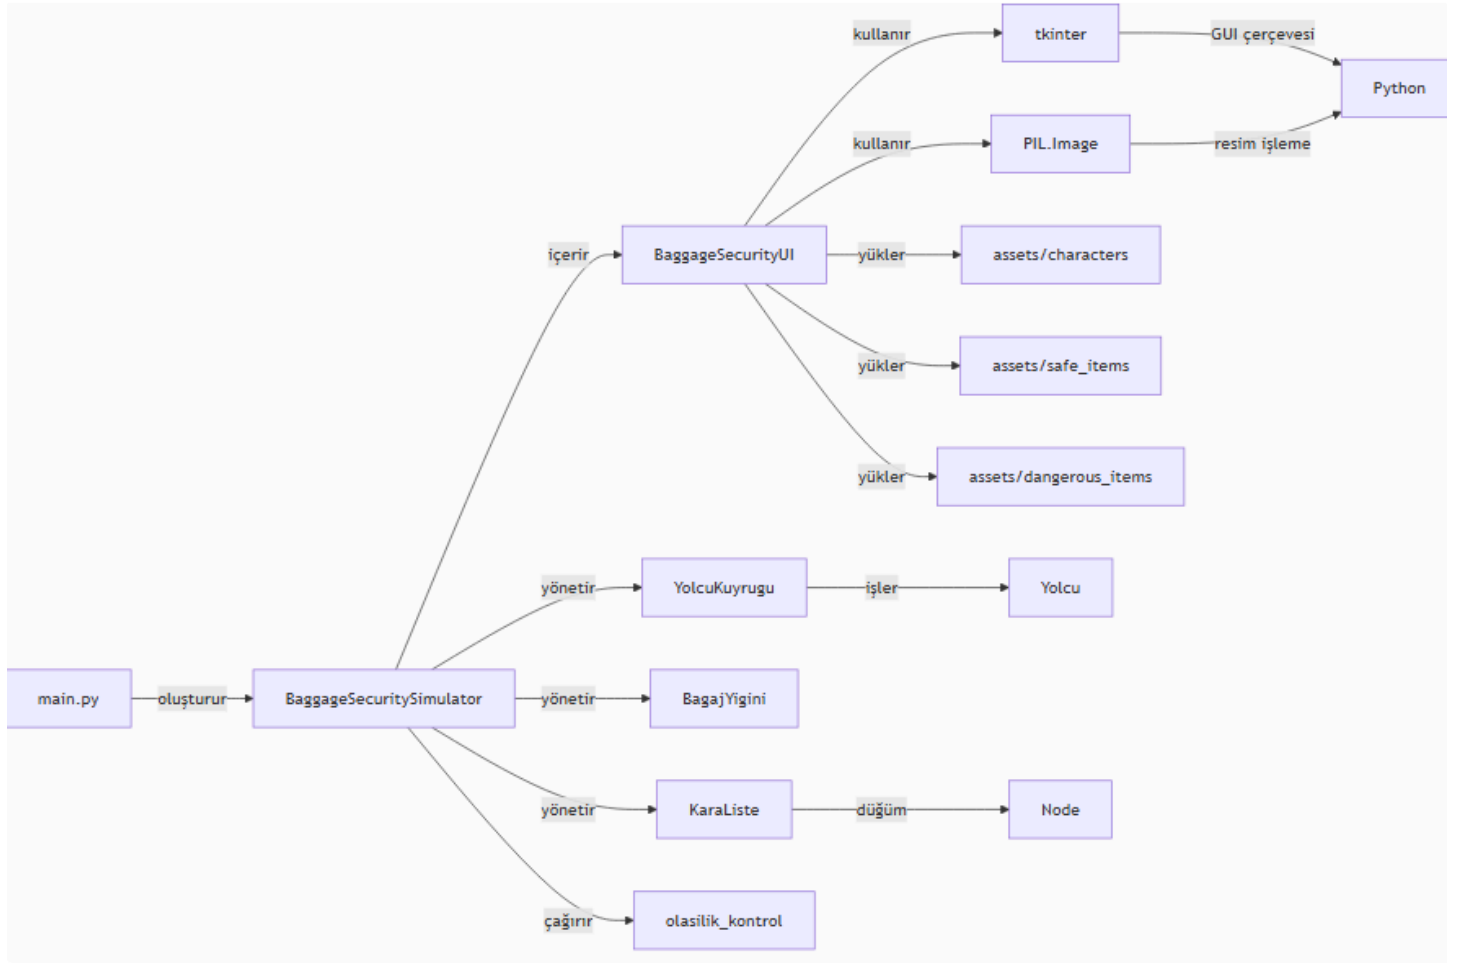 kullanır
tkinter
GUI çerçevesi
Python
kullanır
PIL.Image
resim işleme
içerir
BaggageSecurityUI
yükler
assets/characters
yükler
assets/safe_items
yükler
assets/dangerous_items
yönetir
YolcuKuyrugu
işler
Yolcu
main.py
oluşturur
BaggageSecuritySimulator
yönetir
BagajYigini
yönetir
KaraListe
düğüm
Node
çağırır
olasilik_kontrol